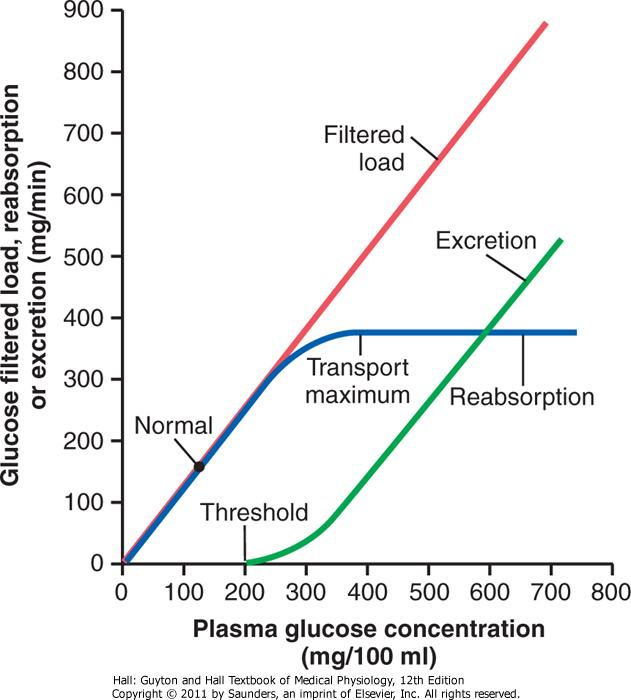 900
800
700
600
500
400
300
200
100
0
Glucose filtered load, reabsorption
or excretion (mg/min)
Filtered
load
Excretion
Transport
maximum
Reabsorption
Normal
Threshold
0 100 200 300 400 500 600 700 800
Plasma glucose concentration
(mg/100 ml)
Hall: Guyton and Hall Textbook of Medical Physiology, 12th Edition
Copyright © 2011 by Saunders, an imprint of Elsevier, Inc. All rights reserved.